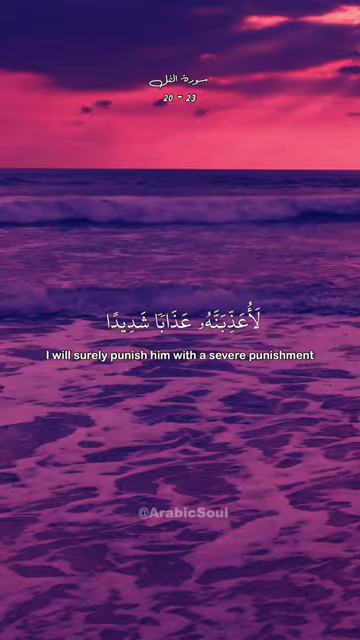 سورة النمل
20 - 23
لَأُعَذِّبَنَّهُۥ عَذَابًا شَدِيدًا
I will surely punish him with a severe punishment
@ArabicSoul